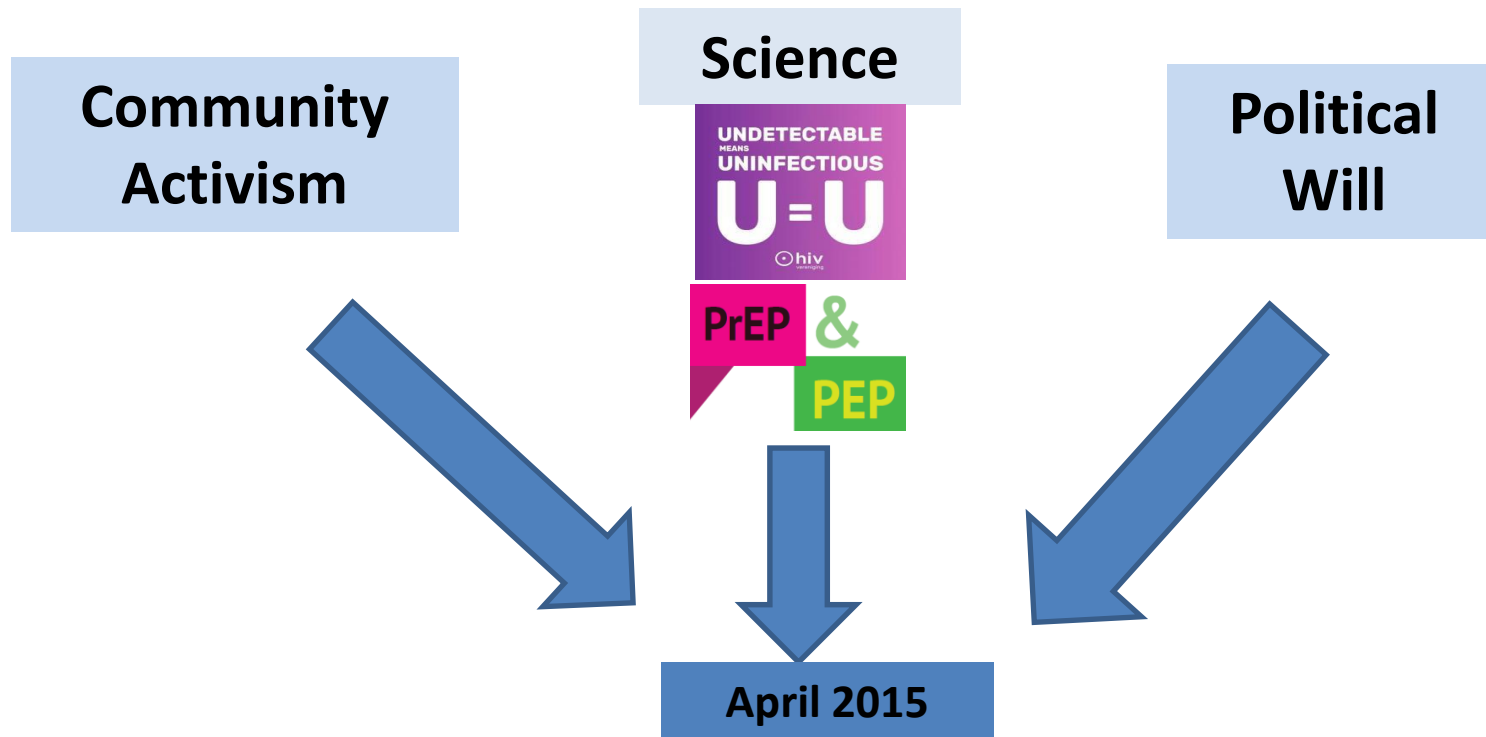 Community
Activism
Science
UNDETECTABLE
MEANS
UNINFECTIOUS
U=U
hiv
vereniging
PrEP &
PEP
Political
Will
April 2015